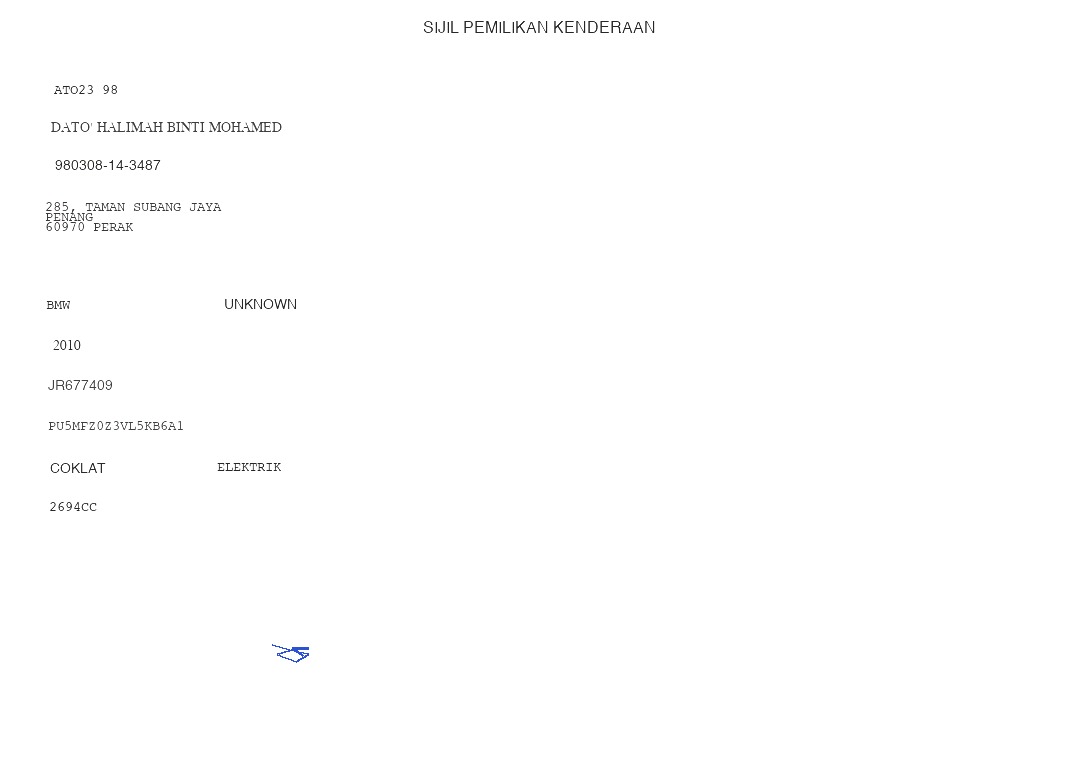 SIJIL PEMILIKAN KENDERAAN
ATO23 98
DATO' HALIMAH BINTI MOHAMED
980308-14-3487
285, TAMAN SUBANG JAYA
PENANG
60970 PERAK
BMW UNKNOWN
2010
JR677409
PU5MFZ0Z3VL5KB6A1
COKLAT ELEKTRIK
2694CC